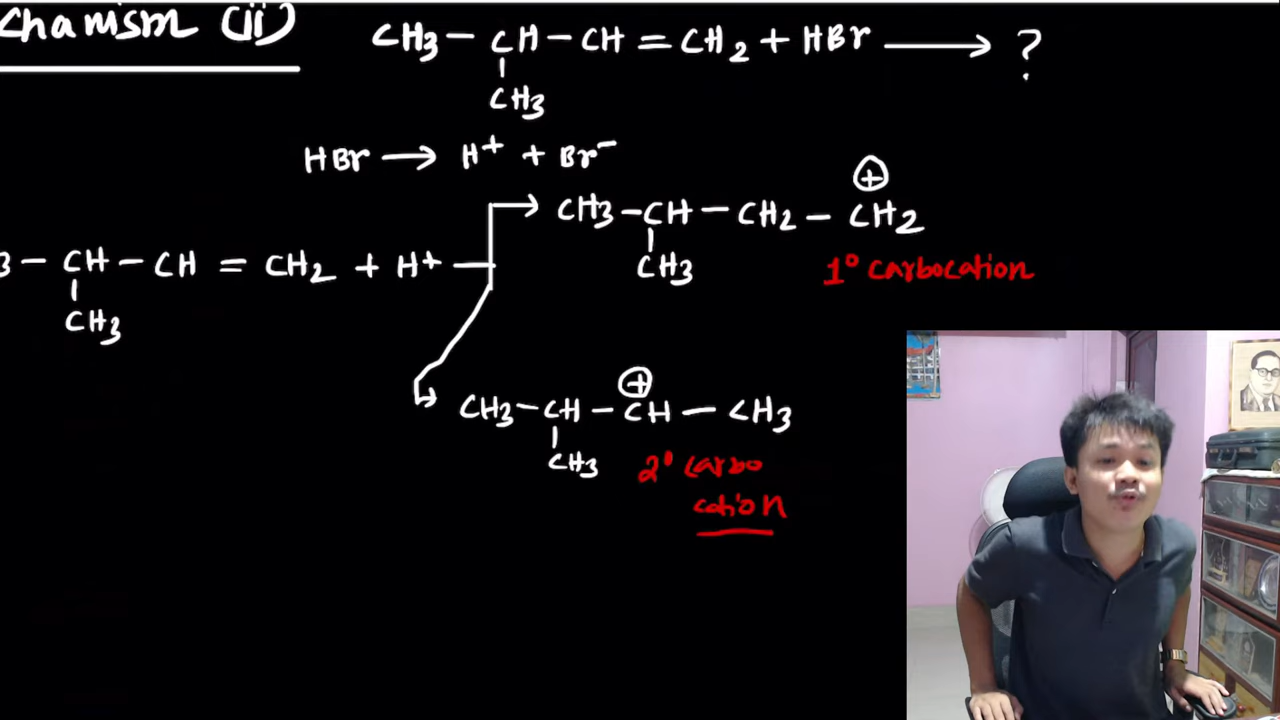 chanism (ii)
CH3 — CH — CH = CH2 + HBr ⟶ ?
|
CH3
HBr ⟶ H+ + Br−
⟶ CH3 — CH — CH2 — CH2
⊕
|
CH3
1° carbocation
3 — CH — CH = CH2 + H+ —
|
CH3
CH3 — CH — CH — CH3
⊕
|
CH3
2° carbo
cation